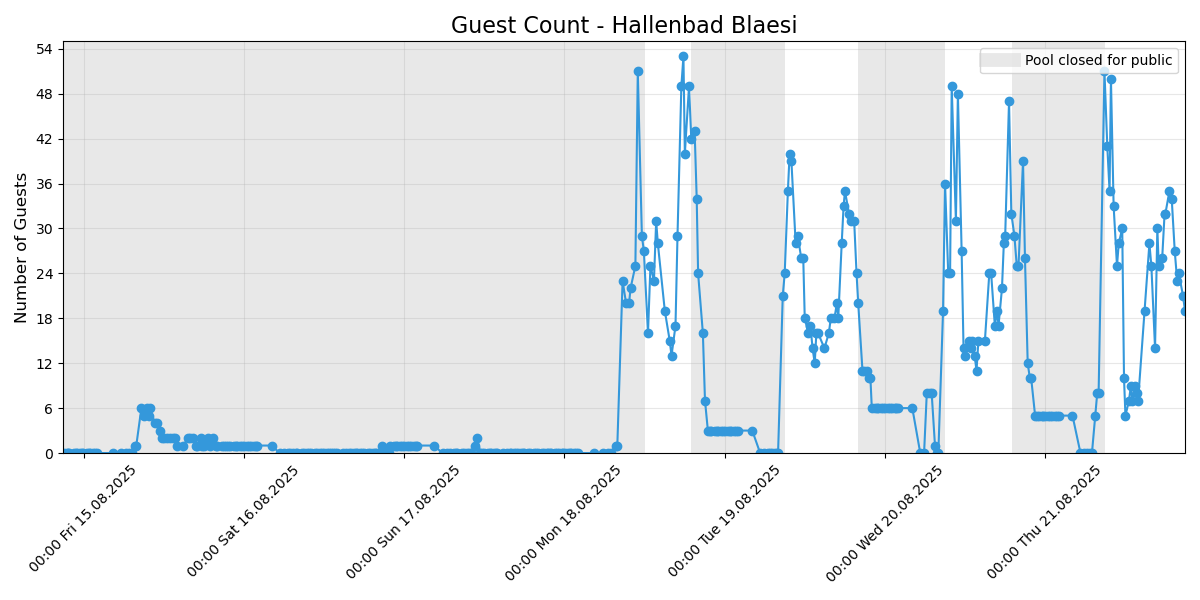 Guest Count - Hallenbad Blaesi
Pool closed for public
Number of Guests
54
48
42
36
30
24
18
12
6
0
00:00 Fri 15.08.2025
00:00 Sat 16.08.2025
00:00 Sun 17.08.2025
00:00 Mon 18.08.2025
00:00 Tue 19.08.2025
00:00 Wed 20.08.2025
00:00 Thu 21.08.2025